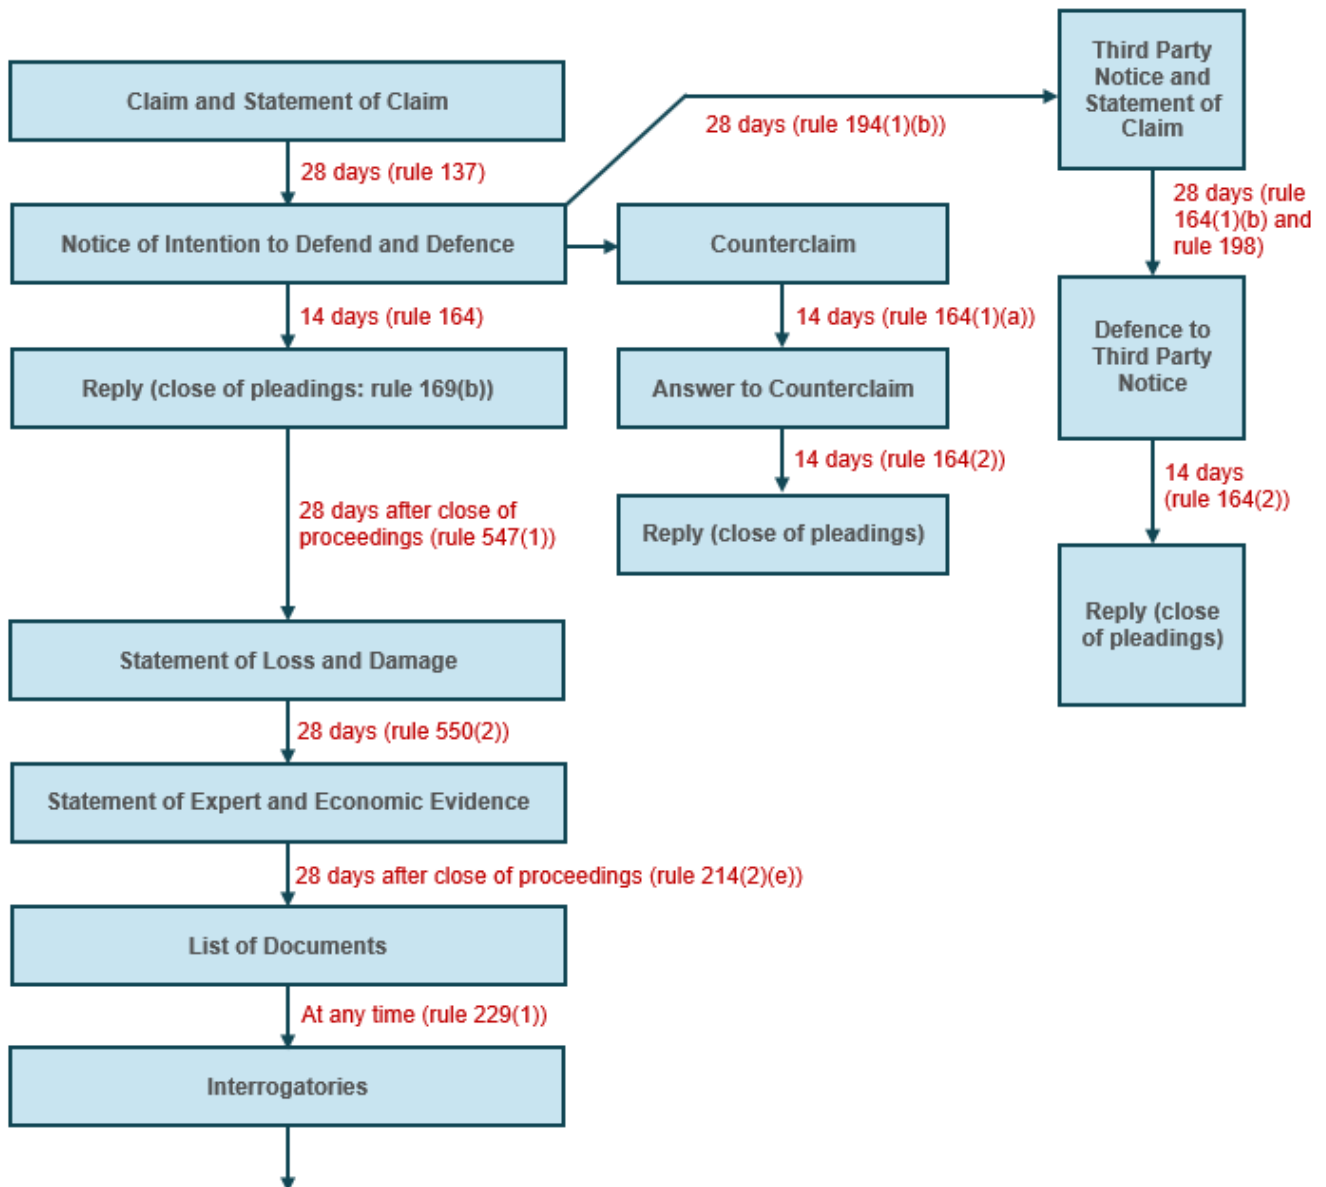 Claim and Statement of Claim
28 days (rule 137)
Notice of Intention to Defend and Defence
14 days (rule 164)
Reply (close of pleadings: rule 169(b))
28 days after close of
proceedings (rule 547(1))
Statement of Loss and Damage
28 days (rule 550(2))
Statement of Expert and Economic Evidence
28 days after close of proceedings (rule 214(2)(e))
List of Documents
At any time (rule 229(1))
Interrogatories
Counterclaim
14 days (rule 164(1)(a))
Answer to Counterclaim
14 days (rule 164(2))
Reply (close of pleadings)
28 days (rule 194(1)(b))
Third Party
Notice and
Statement of
Claim
28 days (rule
164(1)(b) and
rule 198)
Defence to
Third Party
Notice
14 days
(rule 164(2))
Reply (close
of pleadings)